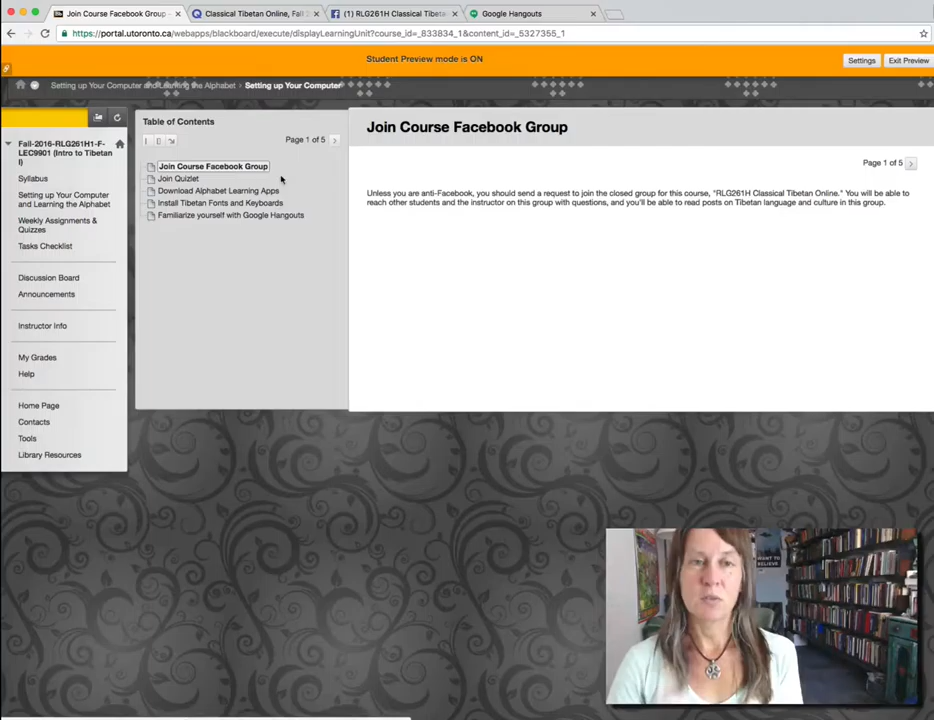 Join Course Facebook Group -
Classical Tibetan Online, Fall 2
(1) RLG261H Classical Tibeta
Google Hangouts
https://portal.utoronto.ca/webapps/blackboard/execute/displayLearningUnit?course_id=_833834_1&content_id=_5327355_1
Student Preview mode is ON
Settings
Exit Preview
Setting up Your Computer and Learning the Alphabet > Setting up Your Computer
Fall-2016-RLG261H1-F-
LEC9901 (Intro to Tibetan
I)
Syllabus
Setting up Your Computer
and Learning the Alphabet
Weekly Assignments &
Quizzes
Tasks Checklist
Discussion Board
Announcements
Instructor Info
My Grades
Help
Home Page
Contacts
Tools
Library Resources
Table of Contents
Page 1 of 5
Join Course Facebook Group
Join Quizlet
Download Alphabet Learning Apps
Install Tibetan Fonts and Keyboards
Familiarize yourself with Google Hangouts
Join Course Facebook Group
Page 1 of 5
Unless you are anti-Facebook, you should send a request to join the closed group for this course, "RLG261H Classical Tibetan Online." You will be able to
reach other students and the instructor on this group with questions, and you'll be able to read posts on Tibetan language and culture in this group.
WANT TO
BELIEVE